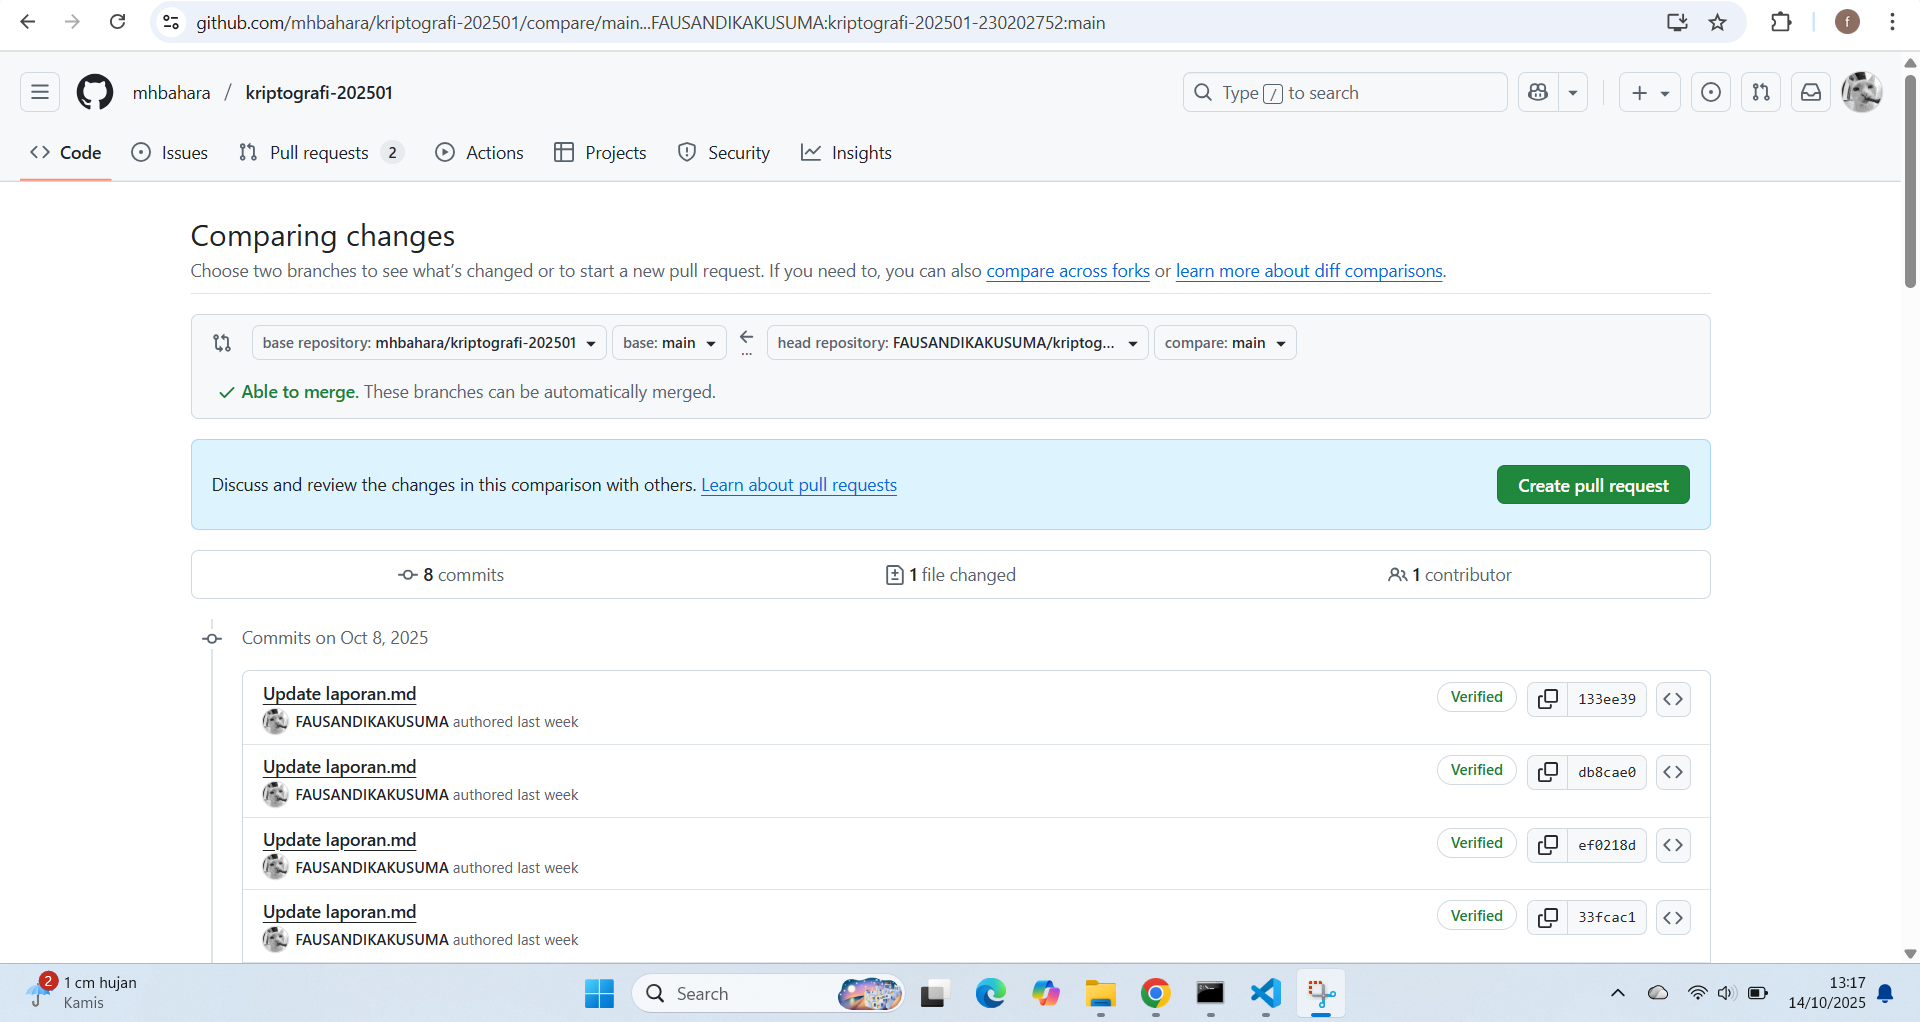 github.com/mhbahara/kriptografi-202501/compare/main...FAUSANDIKAKUSUMA:kriptografi-202501-230202752:main
f
mhbahara / kriptografi-202501
Type / to search
Code
Issues
Pull requests 2
Actions
Projects
Security
Insights
Comparing changes
Choose two branches to see what's changed or to start a new pull request. If you need to, you can also compare across forks or learn more about diff comparisons.
base repository: mhbahara/kriptografi-202501
base: main
...
head repository: FAUSANDIKAKUSUMA/kriptog...
compare: main
Able to merge. These branches can be automatically merged.
Discuss and review the changes in this comparison with others. Learn about pull requests
Create pull request
8 commits
1 file changed
1 contributor
Commits on Oct 8, 2025
Update laporan.md
FAUSANDIKAKUSUMA authored last week
Verified
133ee39
Update laporan.md
FAUSANDIKAKUSUMA authored last week
Verified
db8cae0
Update laporan.md
FAUSANDIKAKUSUMA authored last week
Verified
ef0218d
Update laporan.md
FAUSANDIKAKUSUMA authored last week
Verified
33fcac1
2
1 cm hujan
Kamis
Search
13:17
14/10/2025